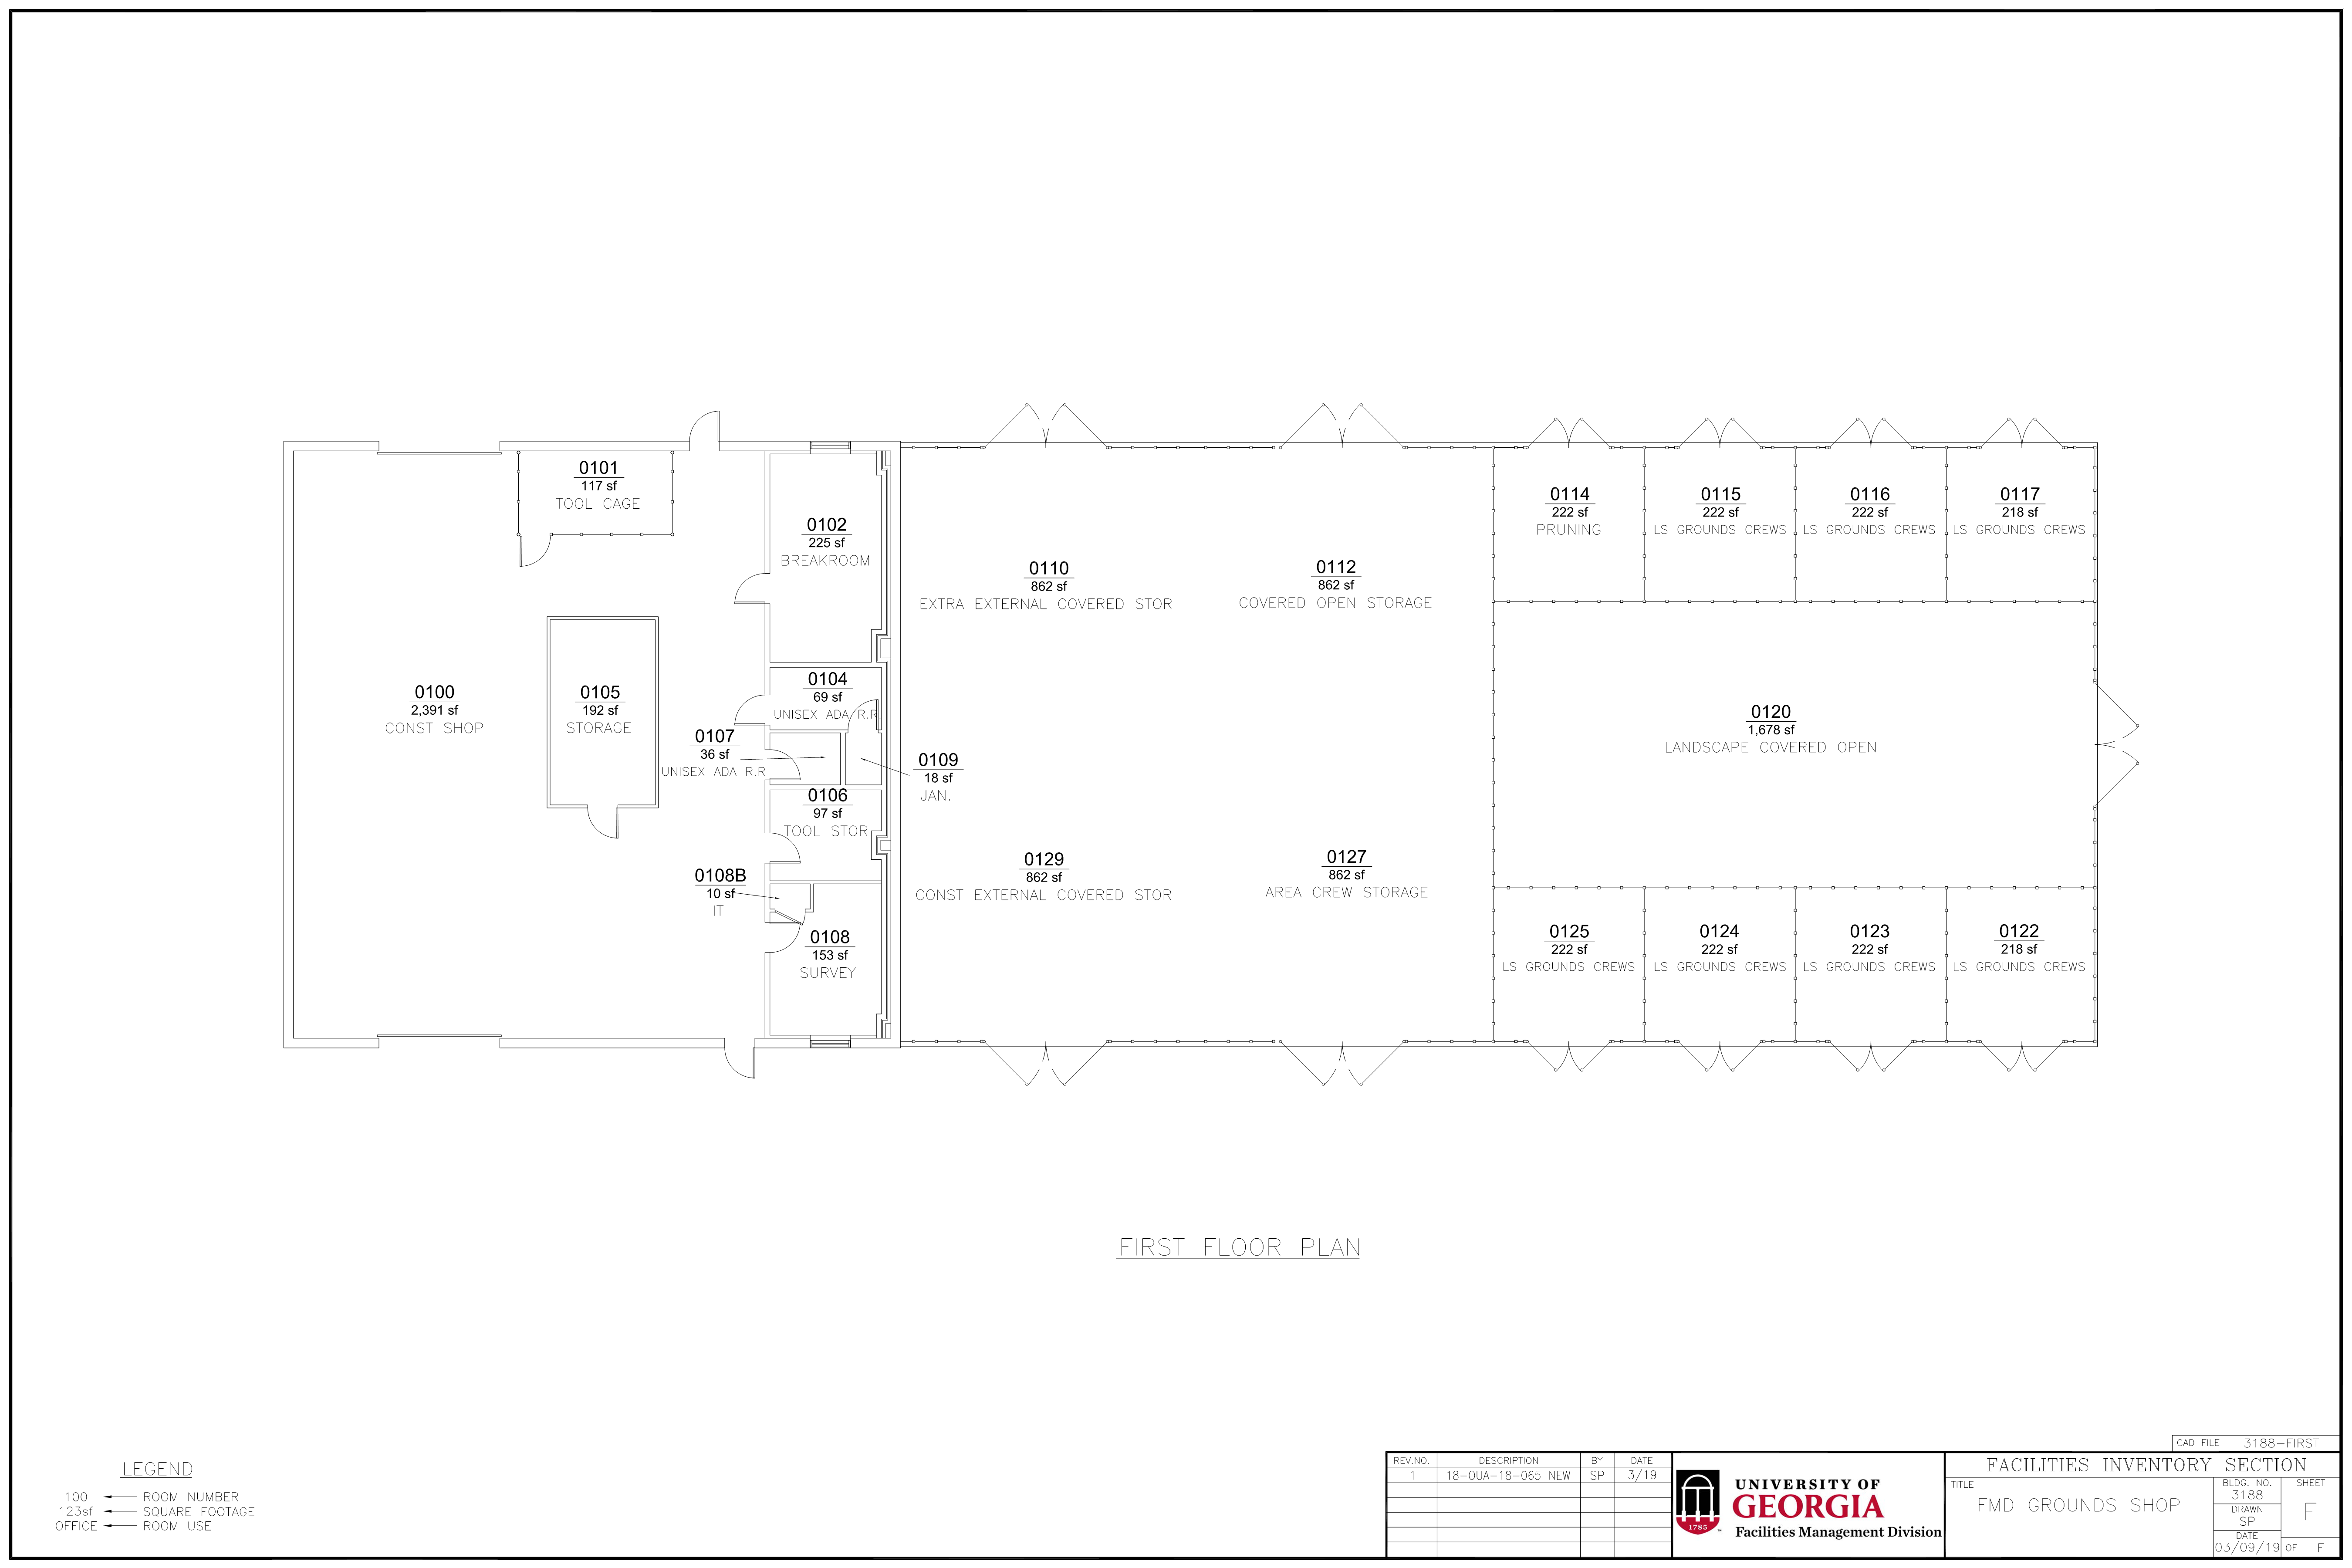 0101
117 sf
TOOL CAGE
0102
225 sf
BREAKROOM
0110
862 sf
EXTRA EXTERNAL COVERED STOR
0112
862 sf
COVERED OPEN STORAGE
0114
222 sf
PRUNING
0115
222 sf
LS GROUNDS CREWS
0116
222 sf
LS GROUNDS CREWS
0117
218 sf
LS GROUNDS CREWS
0100
2,391 sf
CONST SHOP
0105
192 sf
STORAGE
0104
69 sf
UNISEX ADA R.R.
0107
36 sf
UNISEX ADA R.R
0109
18 sf
JAN.
0106
97 sf
TOOL STOR
0108B
10 sf
IT
0108
153 sf
SURVEY
0120
1,678 sf
LANDSCAPE COVERED OPEN
0129
862 sf
CONST EXTERNAL COVERED STOR
0127
862 sf
AREA CREW STORAGE
0125
222 sf
LS GROUNDS CREWS
0124
222 sf
LS GROUNDS CREWS
0123
222 sf
LS GROUNDS CREWS
0122
218 sf
LS GROUNDS CREWS
FIRST FLOOR PLAN
LEGEND
100 ROOM NUMBER
123sf SQUARE FOOTAGE
OFFICE ROOM USE
CAD FILE 3188-FIRST
REV.NO. DESCRIPTION BY DATE
1 18-OUA-18-065 NEW SP 3/19
1785
UNIVERSITY OF
GEORGIA
Facilities Management Division
FACILITIES INVENTORY SECTION
TITLE
FMD GROUNDS SHOP
BLDG. NO.
3188
DRAWN
SP
DATE
03/09/19
SHEET
F
OF F